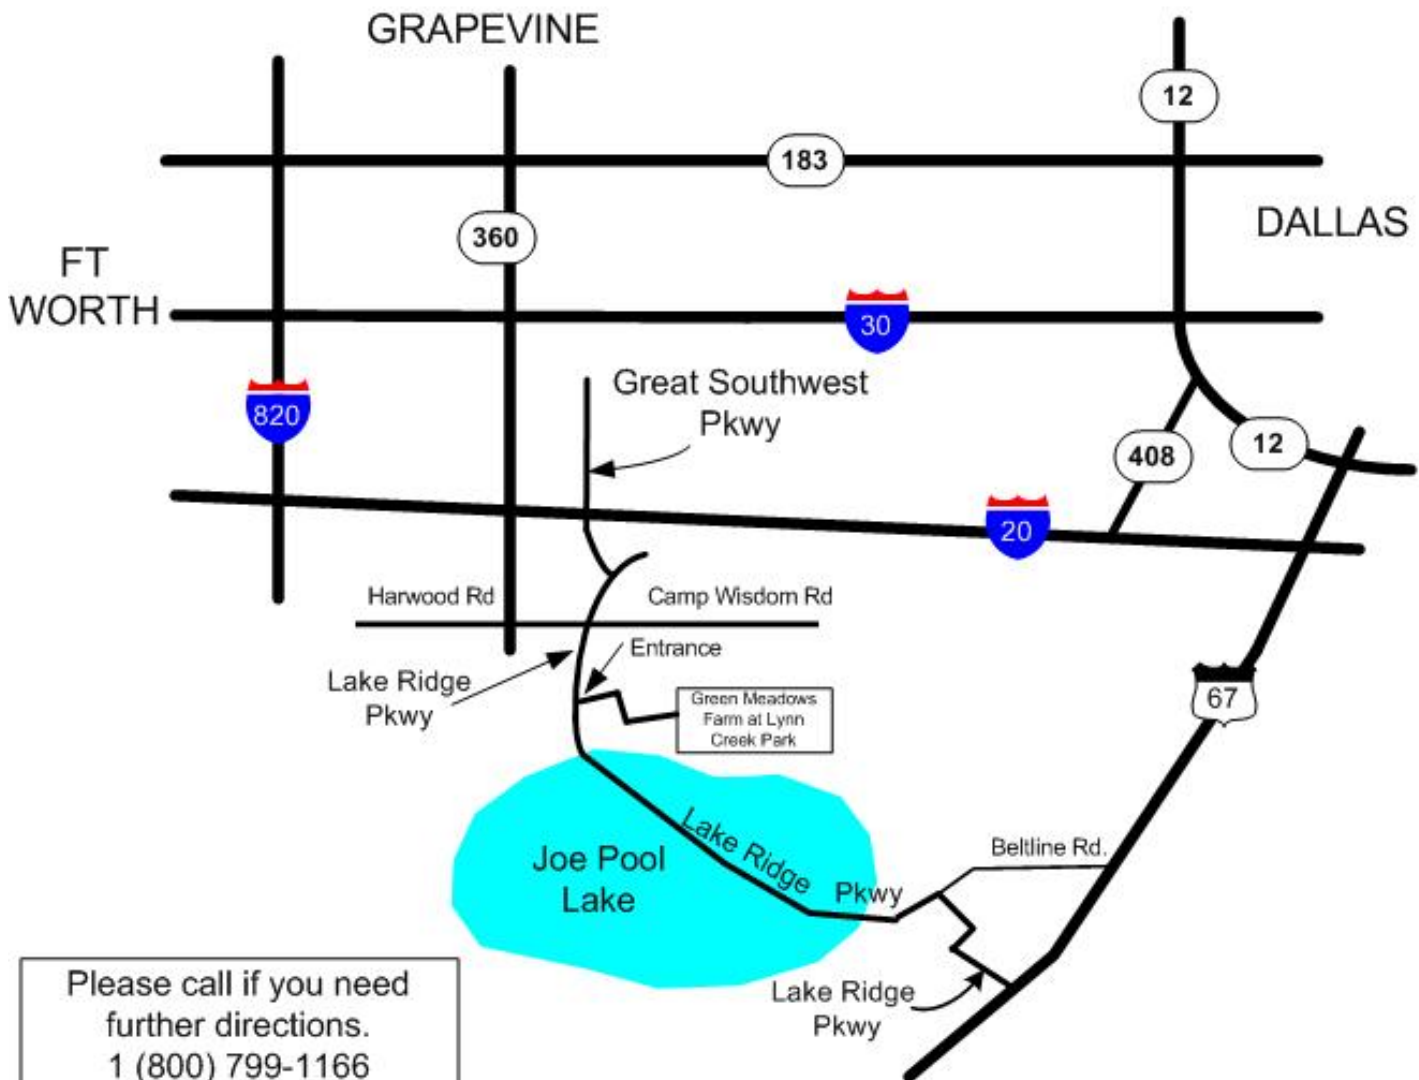 GRAPEVINE
12
183
360
DALLAS
FT
WORTH
30
Great Southwest
Pkwy
820
408
12
20
Harwood Rd
Camp Wisdom Rd
Entrance
Lake Ridge
Pkwy
Green Meadows
Farm at Lynn
Creek Park
67
Lake Ridge
Pkwy
Joe Pool
Lake
Beltline Rd.
Lake Ridge
Pkwy
Please call if you need
further directions.
1 (800) 799-1166